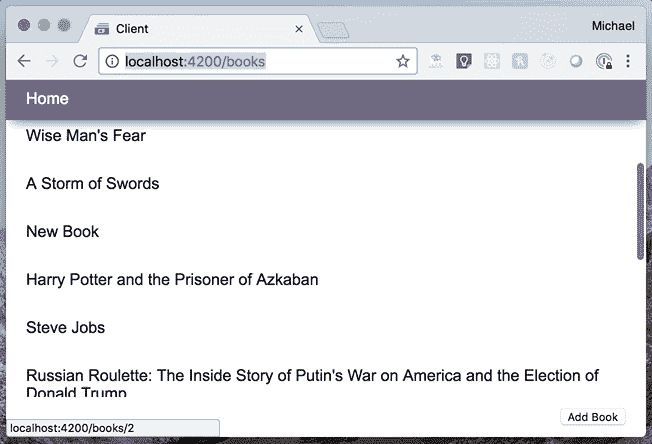 Client
Michael
localhost:4200/books
Home
Wise Man's Fear
A Storm of Swords
New Book
Harry Potter and the Prisoner of Azkaban
Steve Jobs
Russian Roulette: The Inside Story of Putin's War on America and the Election of
Donald Trump
Add Book
localhost:4200/books/2